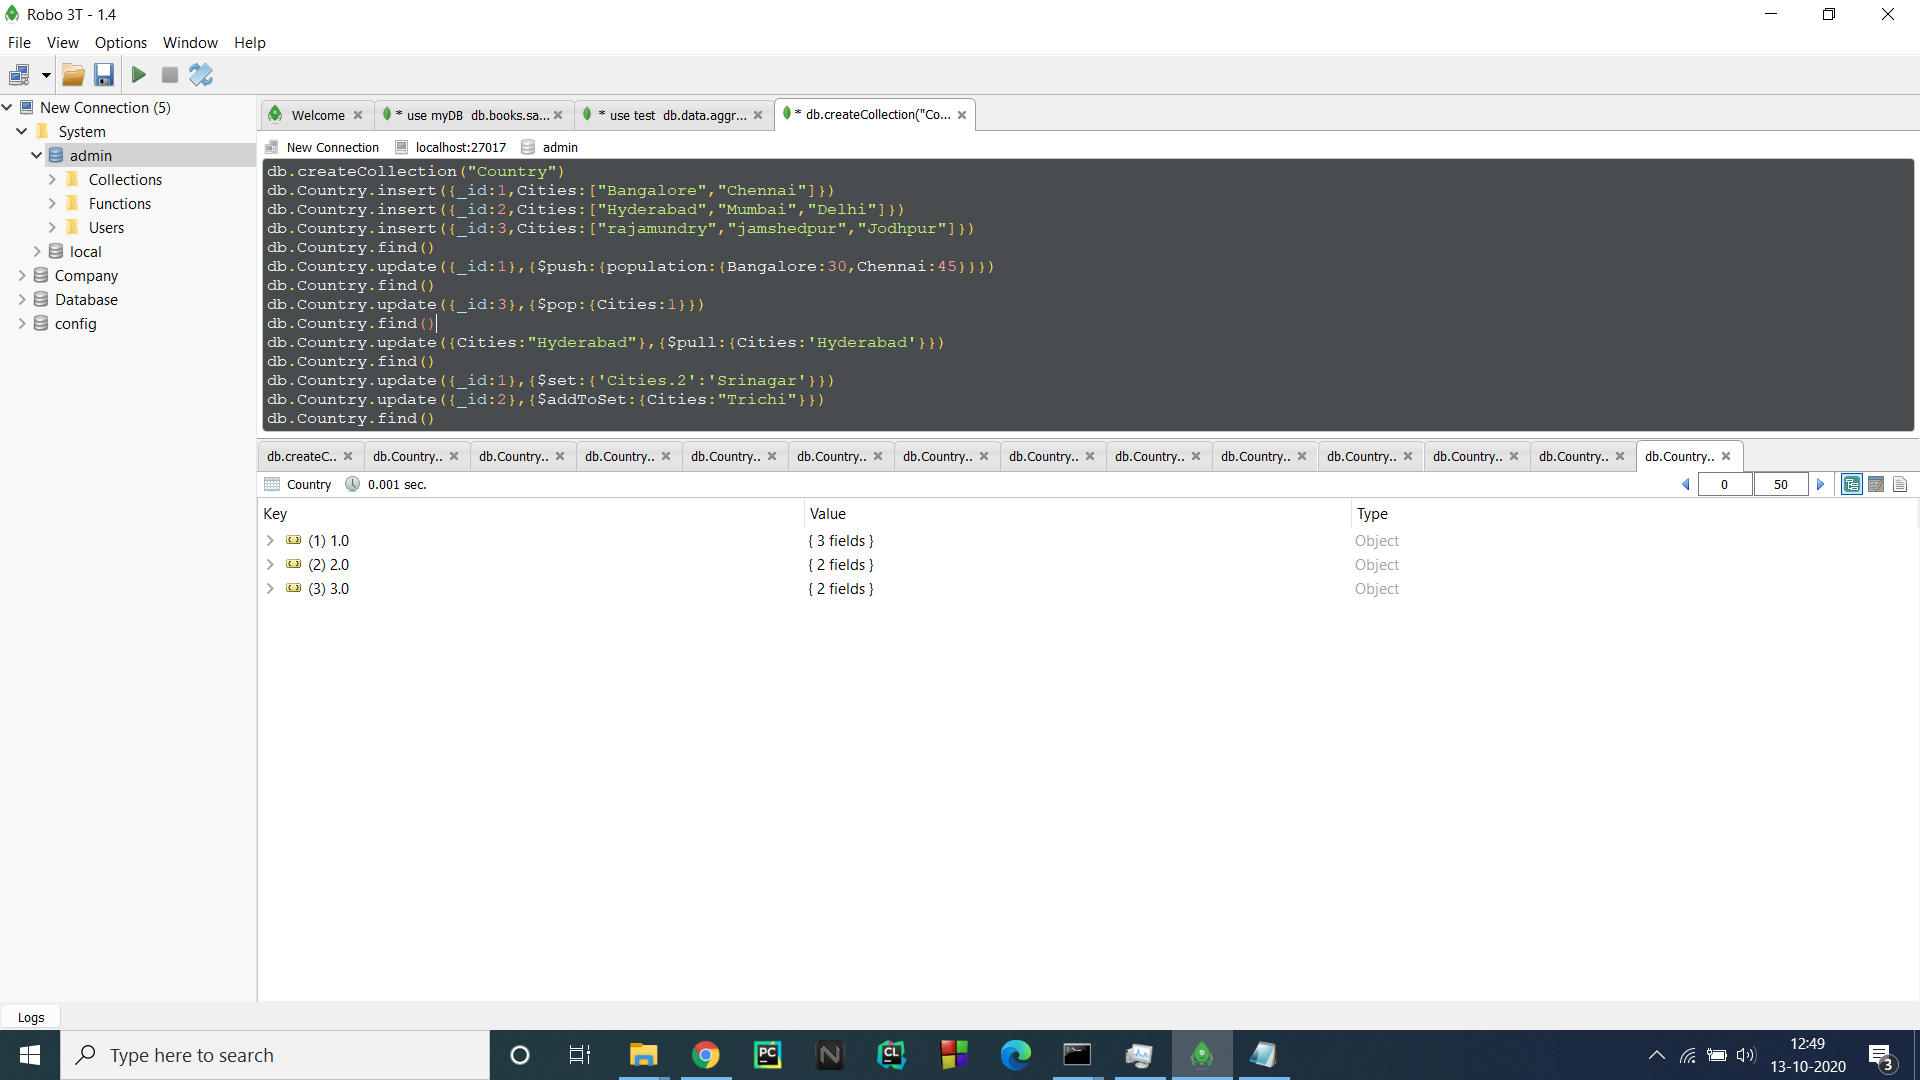 Robo 3T - 1.4
File View Options Window Help
New Connection (5)
System
admin
Collections
Functions
Users
local
Company
Database
config
Welcome
* use myDB db.books.sa...
* use test db.data.aggr...
* db.createCollection("Co...
New Connection localhost:27017 admin
db.createCollection("Country")
db.Country.insert({_id:1,Cities:["Bangalore","Chennai"]})
db.Country.insert({_id:2,Cities:["Hyderabad","Mumbai","Delhi"]})
db.Country.insert({_id:3,Cities:["rajamundry","jamshedpur","Jodhpur"]})
db.Country.find()
db.Country.update({_id:1},{$push:{population:{Bangalore:30,Chennai:45}}})
db.Country.find()
db.Country.update({_id:3},{$pop:{Cities:1}})
db.Country.find()
db.Country.update({Cities:"Hyderabad"},{$pull:{Cities:'Hyderabad'}})
db.Country.find()
db.Country.update({_id:1},{$set:{'Cities.2':'Srinagar'}})
db.Country.update({_id:2},{$addToSet:{Cities:"Trichi"}})
db.Country.find()
db.createC.. db.Country.. db.Country.. db.Country.. db.Country.. db.Country.. db.Country.. db.Country.. db.Country.. db.Country.. db.Country.. db.Country.. db.Country.. db.Country..
Country 0.001 sec. 0 50
Key Value Type
(1) 1.0 { 3 fields } Object
(2) 2.0 { 2 fields } Object
(3) 3.0 { 2 fields } Object
Logs
Type here to search
PC
N
CL
12:49
13-10-2020
3